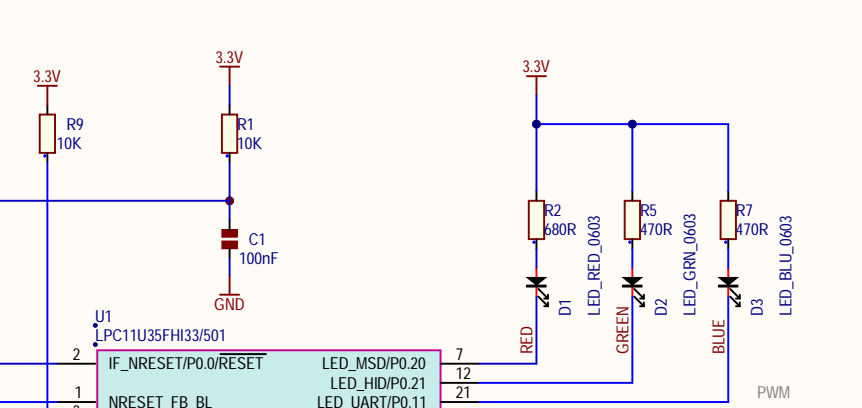 3.3V
3.3V
3.3V
R9
10K
R1
10K
C1
100nF
GND
R2
680R
R5
470R
R7
470R
D1
LED_RED_0603
D2
LED_GRN_0603
D3
LED_BLU_0603
RED
GREEN
BLUE
U1
LPC11U35FHI33/501
2
IF_NRESET/P0.0/RESET
LED_MSD/P0.20
7
LED_HID/P0.21
12
1
NRESET_FB_BL
LED_UART/P0.11
21
PWM